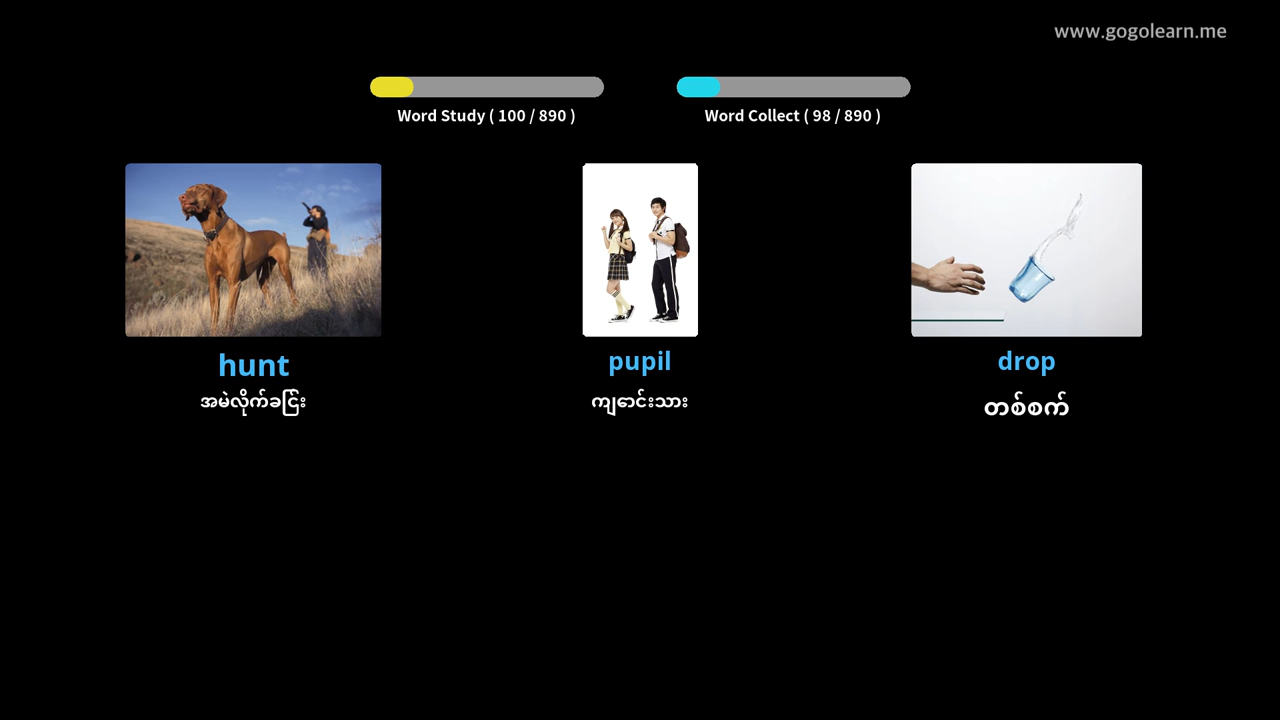 www.gogolearn.me
Word Study ( 100 / 890 )
Word Collect ( 98 / 890 )
hunt
pupil
drop
အမဲလိုက်ခြင်း
ကျောင်းသား
တစ်စက်